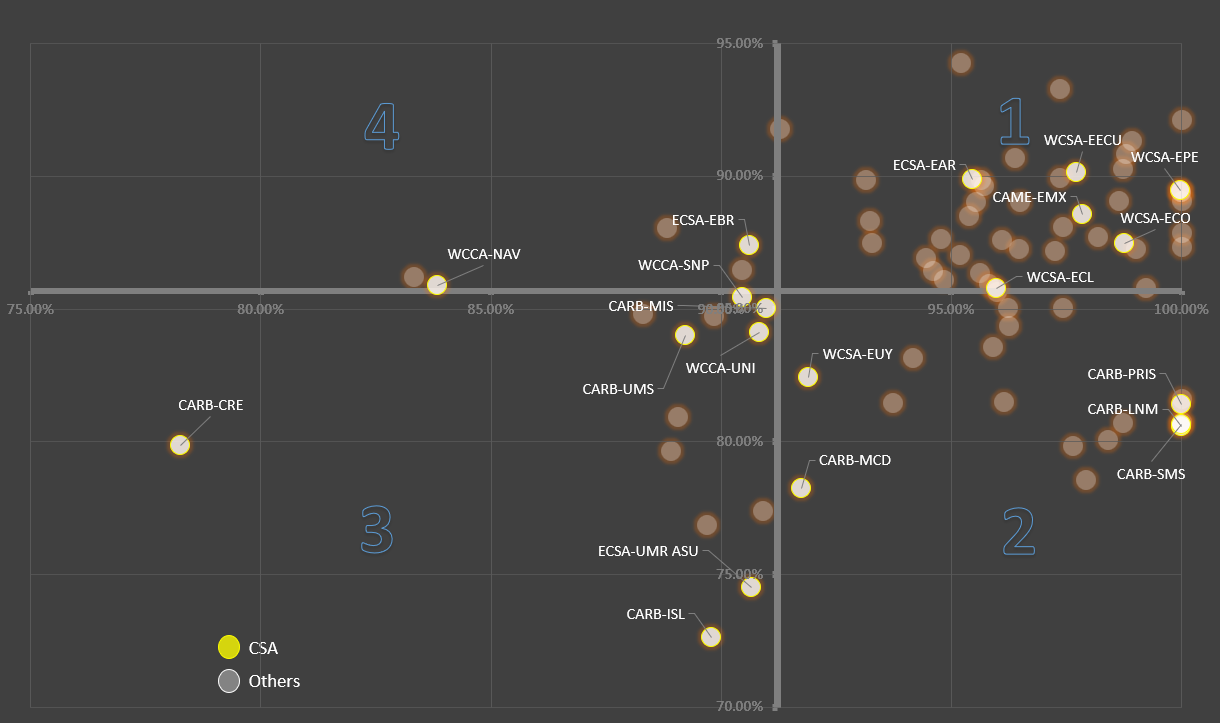 95.00%
4
1
WCSA-EECU
WCSA-EPE
ECSA-EAR
90.00%
CAME-EMX
ECSA-EBR
WCSA-ECO
WCCA-NAV
WCCA-SNP
WCSA-ECL
CARB-MIS
75.00%
80.00%
85.00%
95.00%
100.00%
WCSA-EUY
WCCA-UNI
CARB-PRIS
CARB-UMS
CARB-CRE
CARB-LNM
80.00%
CARB-MCD
CARB-SMS
3
2
ECSA-UMR ASU
75.00%
CARB-ISL
CSA
Others
70.00%